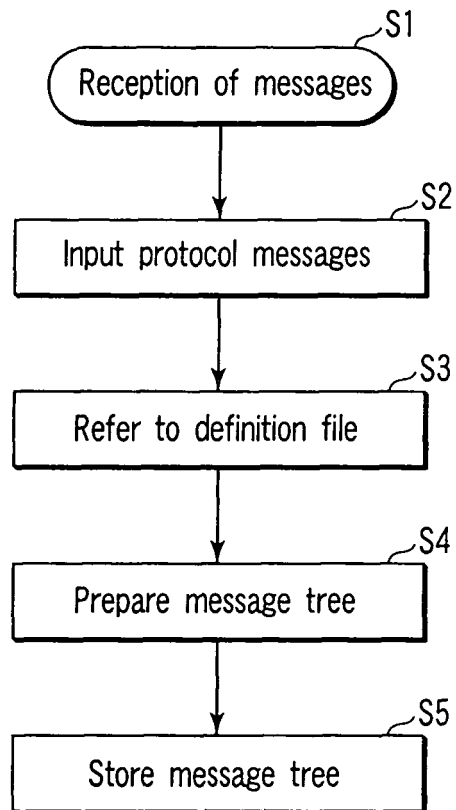 S1
Reception of messages
S2
Input protocol messages
S3
Refer to definition file
S4
Prepare message tree
S5
Store message tree